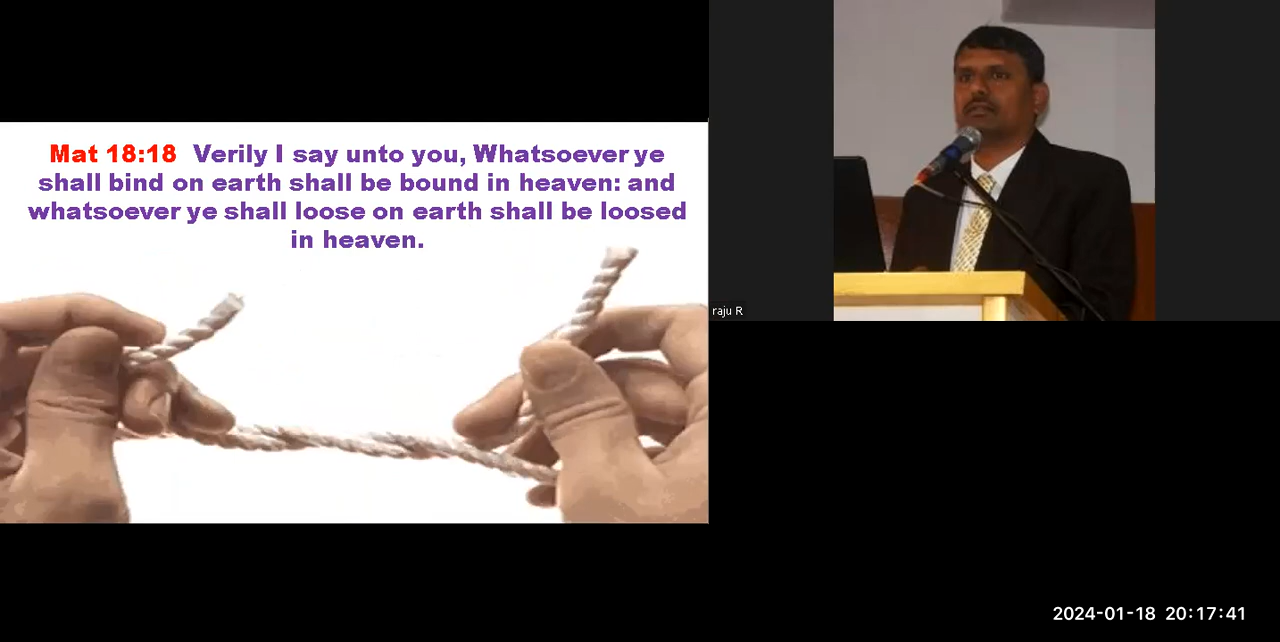 Mat 18:18 Verily I say unto you, Whatsoever ye
shall bind on earth shall be bound in heaven: and
whatsoever ye shall loose on earth shall be loosed
in heaven.
raju R
2024-01-18 20:17:41